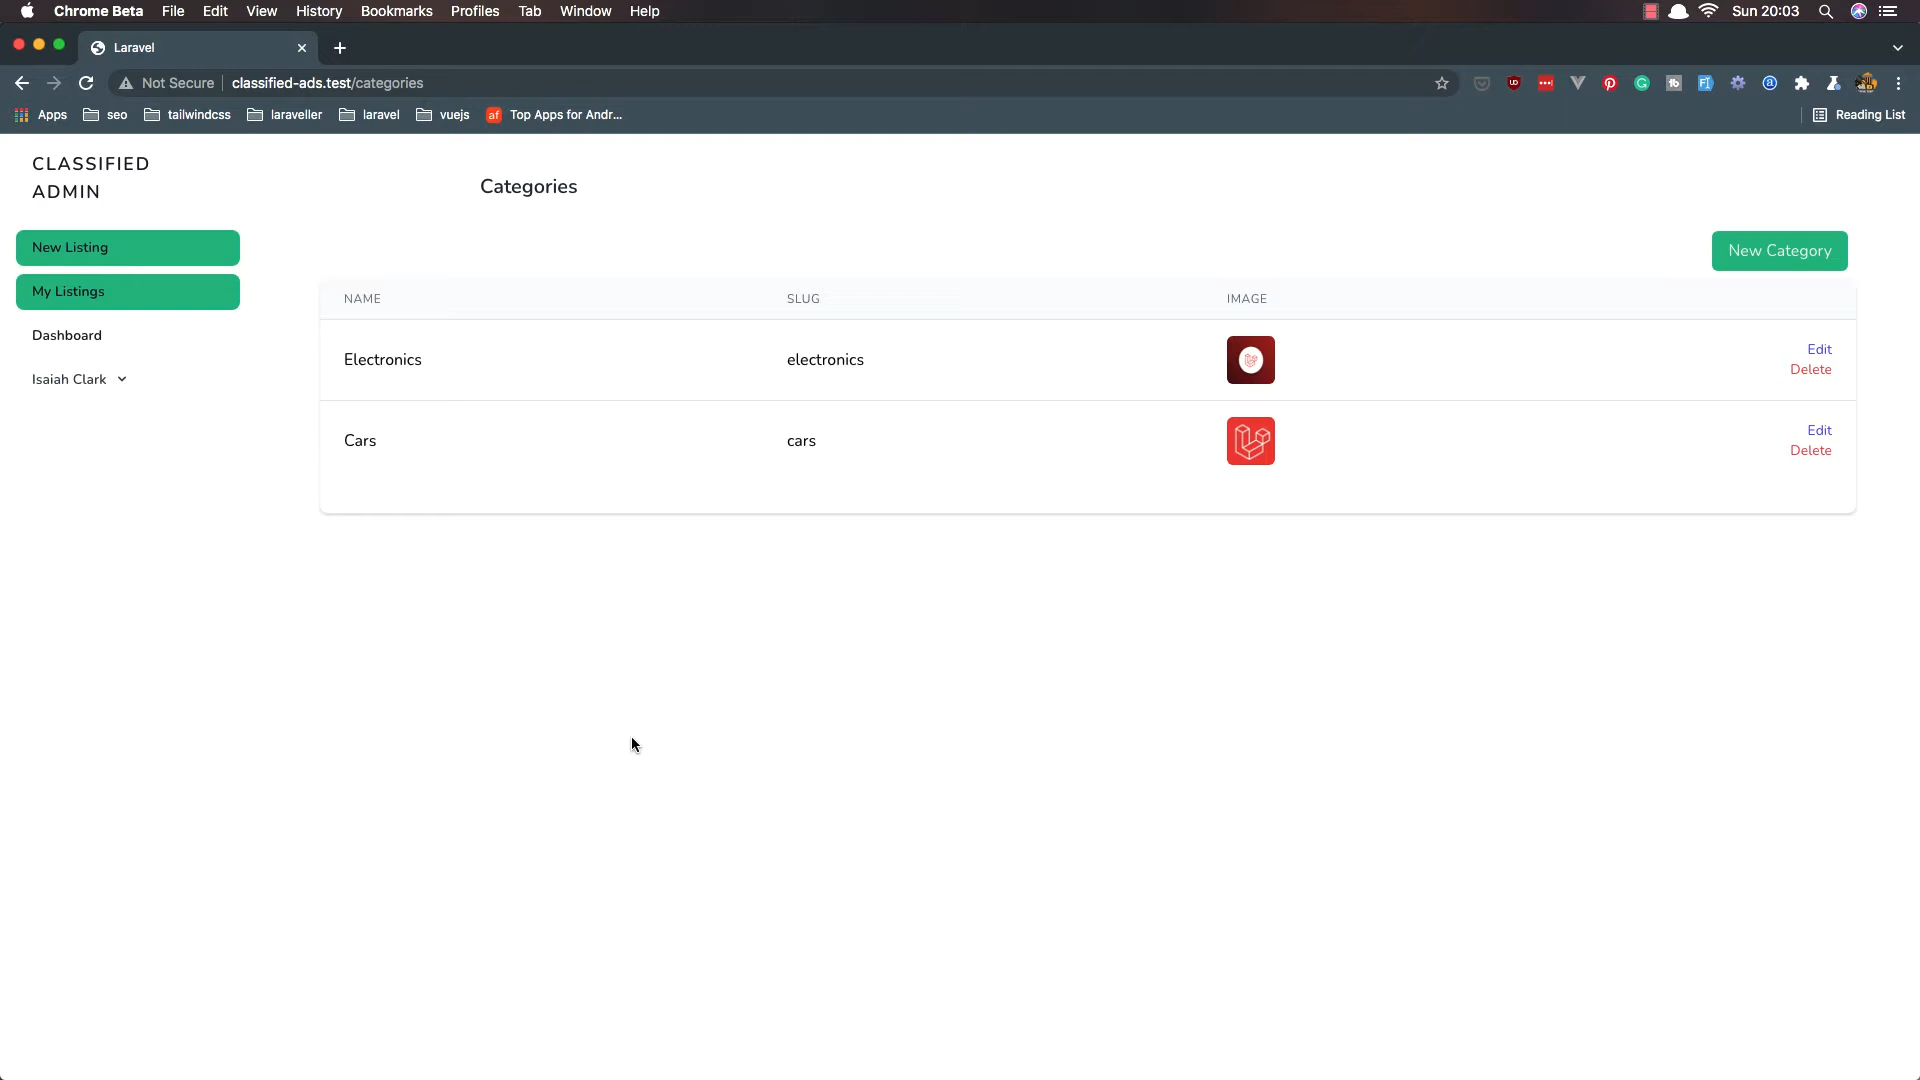 Chrome Beta File Edit View History Bookmarks Profiles Tab Window Help Sun 20:03
Laravel
Not Secure classified-ads.test/categories
Apps seo tailwindcss laraveller laravel vuejs af Top Apps for Andr... Reading List
CLASSIFIED
ADMIN
Categories
New Listing
New Category
My Listings
NAME SLUG IMAGE
Dashboard
Electronics electronics
Edit
Delete
Isaiah Clark
Cars cars
Edit
Delete